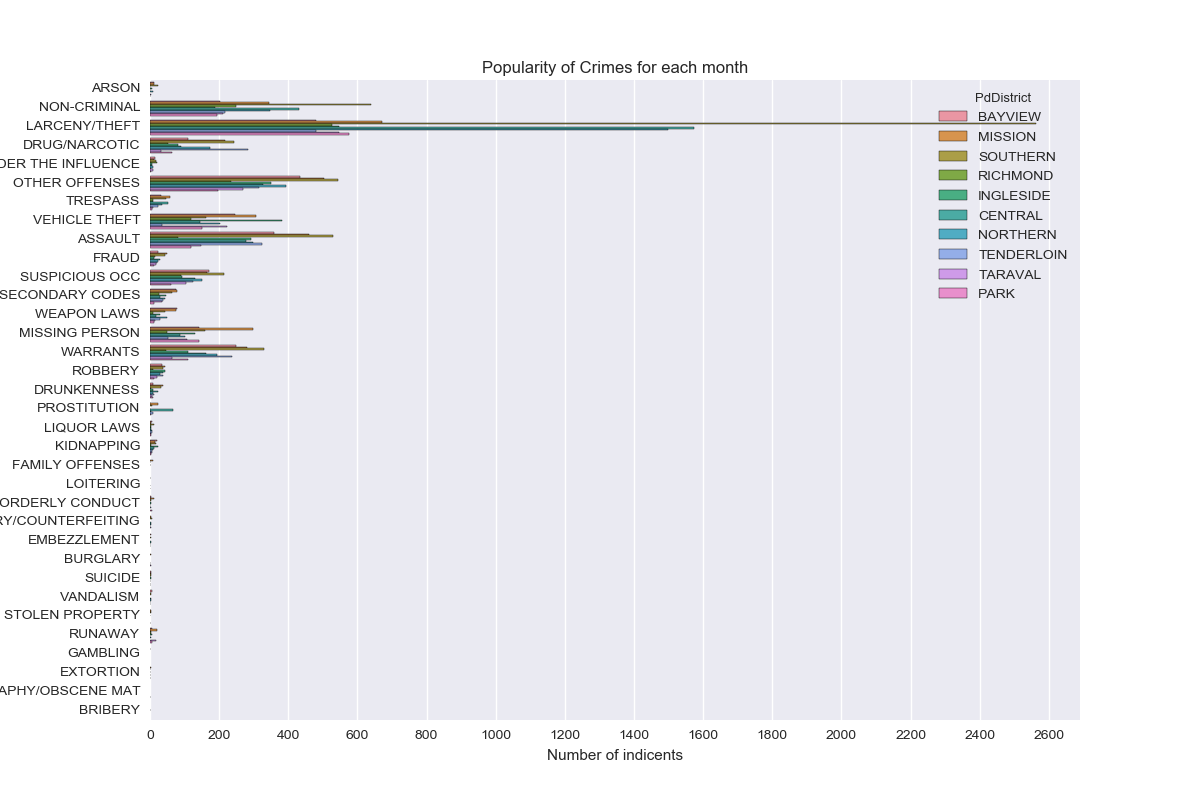 Popularity of Crimes for each month
ARSON
NON-CRIMINAL
LARCENY/THEFT
DRUG/NARCOTIC
DER THE INFLUENCE
OTHER OFFENSES
TRESPASS
VEHICLE THEFT
ASSAULT
FRAUD
SUSPICIOUS OCC
SECONDARY CODES
WEAPON LAWS
MISSING PERSON
WARRANTS
ROBBERY
DRUNKENNESS
PROSTITUTION
LIQUOR LAWS
KIDNAPPING
FAMILY OFFENSES
LOITERING
ORDERLY CONDUCT
RY/COUNTERFEITING
EMBEZZLEMENT
BURGLARY
SUICIDE
VANDALISM
STOLEN PROPERTY
RUNAWAY
GAMBLING
EXTORTION
APHY/OBSCENE MAT
BRIBERY
PdDistrict
BAYVIEW
MISSION
SOUTHERN
RICHMOND
INGLESIDE
CENTRAL
NORTHERN
TENDERLOIN
TARAVAL
PARK
0 200 400 600 800 1000 1200 1400 1600 1800 2000 2200 2400 2600
Number of indicents